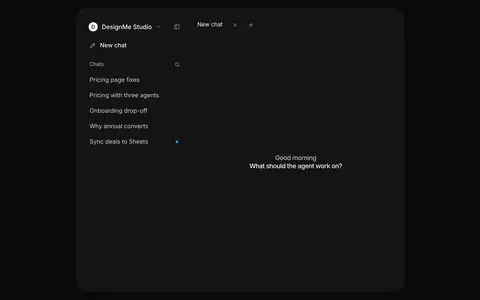 D DesignMe Studio
New chat
Chats
Pricing page fixes
Pricing with three agents
Onboarding drop-off
Why annual converts
Sync deals to Sheets
New chat
Good morning
What should the agent work on?